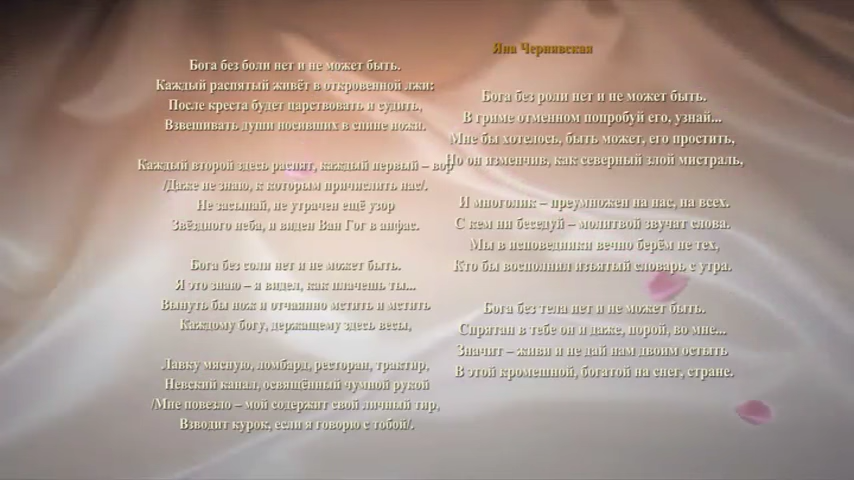 Яна Чернявская
Бога без боли нет и не может быть.
Каждый распятый живёт в откровенной лжи:
После креста будет царствовать и судить,
Взвешивать души носивших в спине ножи.
Каждый второй здесь распят, каждый первый – вор
/Даже не знаю, к которым причислить нас/.
Не засыпай, не утрачен ещё узор
Звёздного неба, и виден Ван Гог в анфас.
Бога без соли нет и не может быть.
Я это знаю – я видел, как плачешь ты...
Вынуть бы нож и отчаянно мстить и мстить
Каждому богу, держащему здесь весы,
Лавку мясную, ломбард, ресторан, трактир,
Невский канал, освящённый чумной рукой
/Мне повезло – мой содержит свой личный тир,
Взводит курок, если я говорю с тобой/.
Бога без роли нет и не может быть.
В гриме отменном попробуй его, узнай...
Мне бы хотелось, быть может, его простить,
Но он изменчив, как северный злой мистраль,
И многолик – преумножен на нас, на всех.
С кем ни беседуй – молитвой звучат слова.
Мы в исповедники вечно берём не тех,
Кто бы восполнил изъятый словарь с утра.
Бога без тела нет и не может быть.
Спрятан в тебе он и даже, порой, во мне...
Значит – живи и не дай нам двоим остыть
В этой кромешной, богатой на снег, стране.